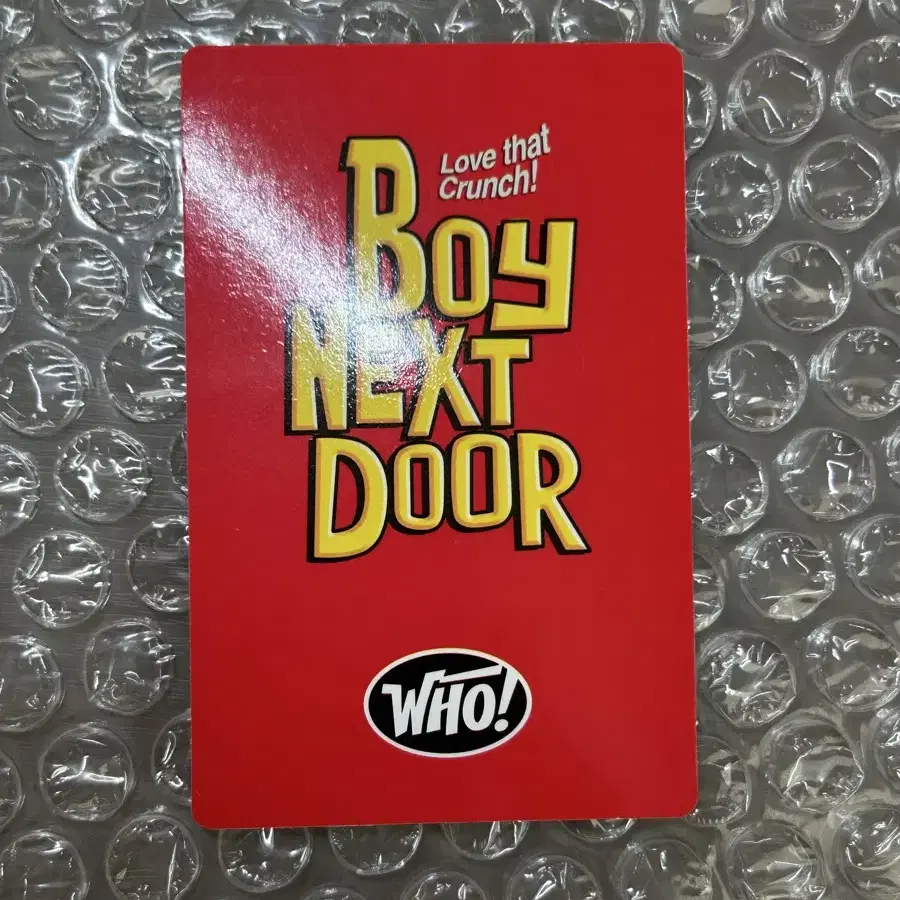 Love that
Crunch!
BOY
NEXT
DOOR
WHO!